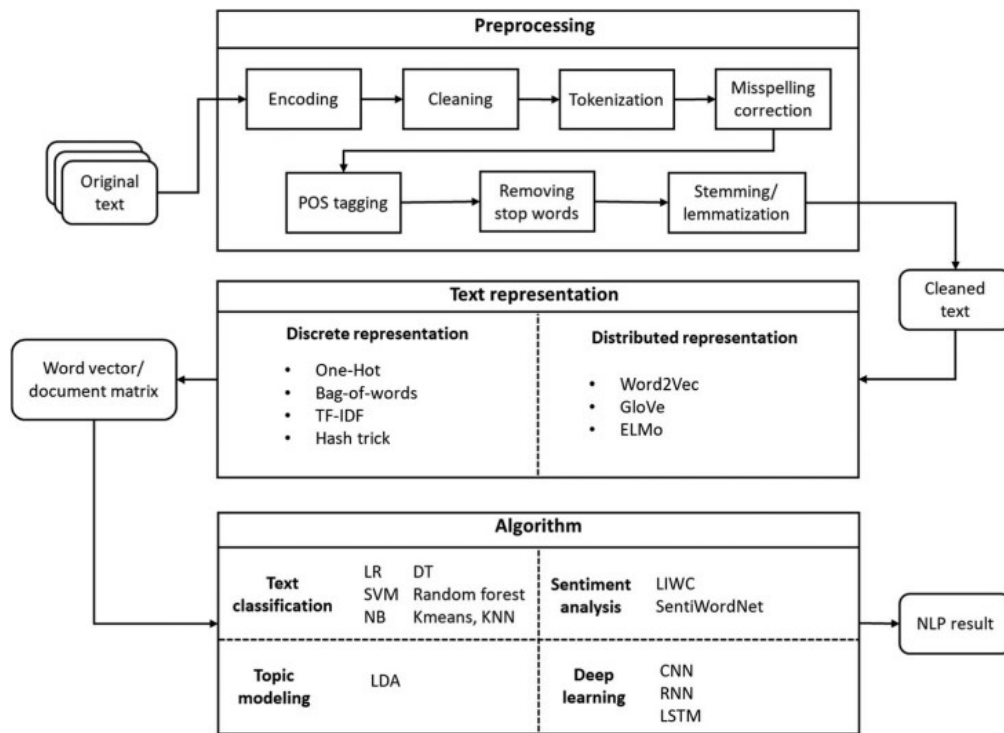 Preprocessing
Encoding
Cleaning
Tokenization
Misspelling
correction
Original
text
POS tagging
Removing
stop words
Stemming/
lemmatization
Cleaned
text
Text representation
Discrete representation
• One-Hot
• Bag-of-words
• TF-IDF
• Hash trick
Distributed representation
• Word2Vec
• GloVe
• ELMo
Word vector/
document matrix
Algorithm
Text
classification
LR DT
SVM Random forest
NB Kmeans, KNN
Sentiment
analysis
LIWC
SentiWordNet
Topic
modeling
LDA
Deep
learning
CNN
RNN
LSTM
NLP result